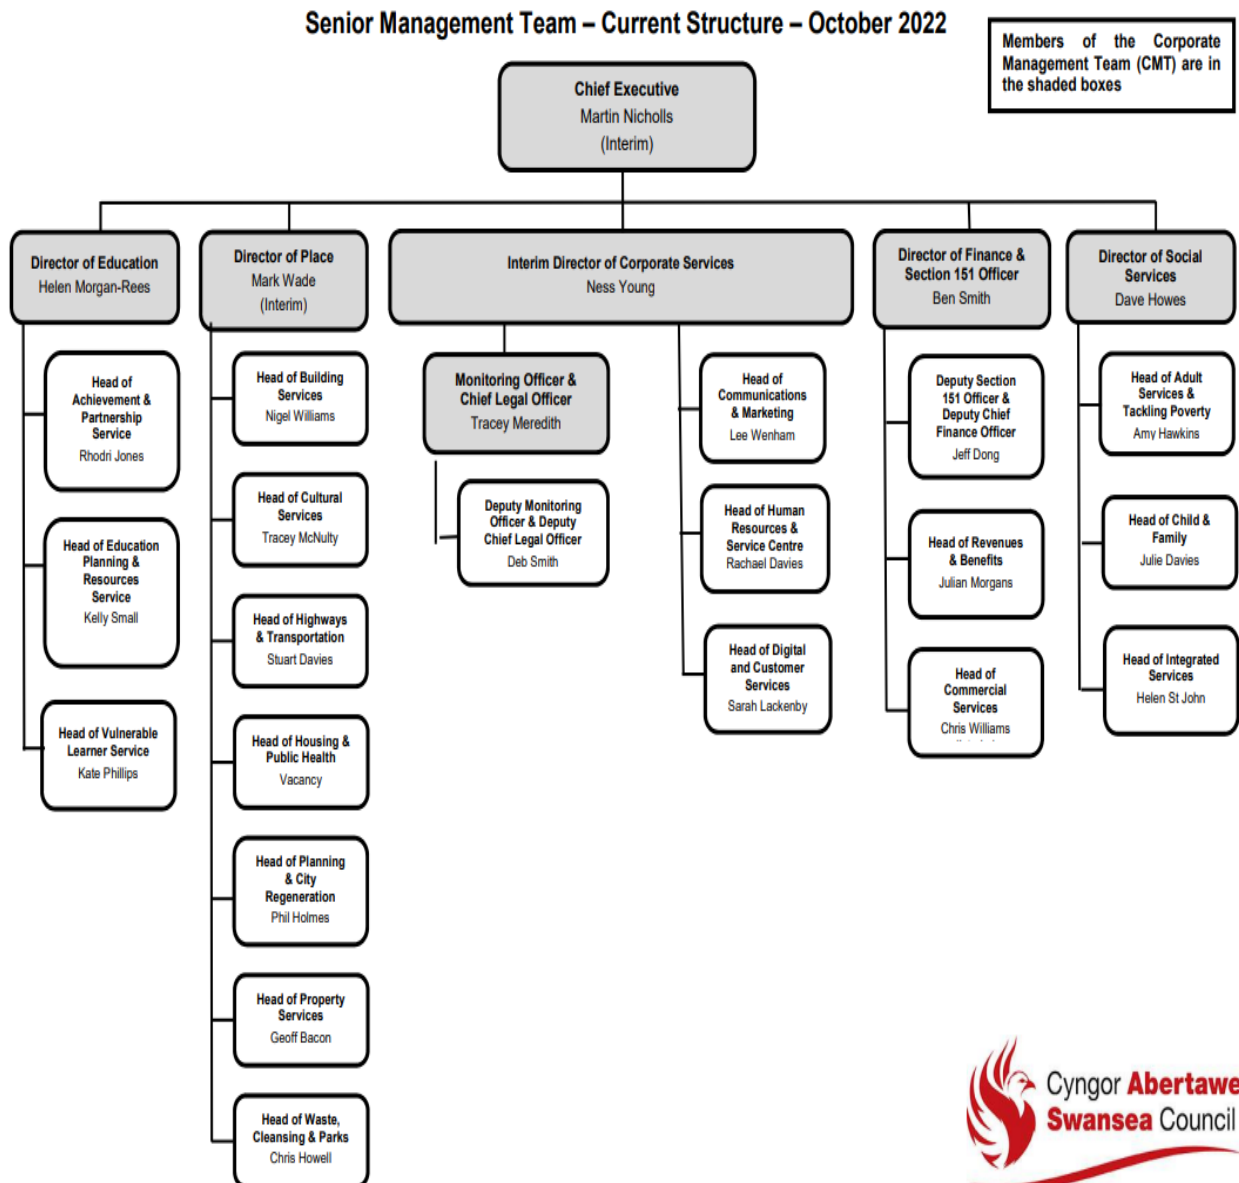 Senior Management Team – Current Structure – October 2022
Members of the Corporate
Management Team (CMT) are in
the shaded boxes
Chief Executive
Martin Nicholls
(Interim)
Director of Education
Helen Morgan-Rees
Director of Place
Mark Wade
(Interim)
Interim Director of Corporate Services
Ness Young
Director of Finance &
Section 151 Officer
Ben Smith
Director of Social
Services
Dave Howes
Head of
Achievement &
Partnership
Service
Rhodri Jones
Head of Education
Planning &
Resources
Service
Kelly Small
Head of Vulnerable
Learner Service
Kate Phillips
Head of Building
Services
Nigel Williams
Head of Cultural
Services
Tracey McNulty
Head of Highways
& Transportation
Stuart Davies
Head of Housing &
Public Health
Vacancy
Head of Planning
& City
Regeneration
Phil Holmes
Head of Property
Services
Geoff Bacon
Head of Waste,
Cleansing & Parks
Chris Howell
Monitoring Officer &
Chief Legal Officer
Tracey Meredith
Deputy Monitoring
Officer & Deputy
Chief Legal Officer
Deb Smith
Head of
Communications
& Marketing
Lee Wenham
Head of Human
Resources &
Service Centre
Rachael Davies
Head of Digital
and Customer
Services
Sarah Lackenby
Deputy Section
151 Officer &
Deputy Chief
Finance Officer
Jeff Dong
Head of Revenues
& Benefits
Julian Morgans
Head of
Commercial
Services
Chris Williams
Head of Adult
Services &
Tackling Poverty
Amy Hawkins
Head of Child &
Family
Julie Davies
Head of Integrated
Services
Helen St John
Cyngor Abertawe
Swansea Council